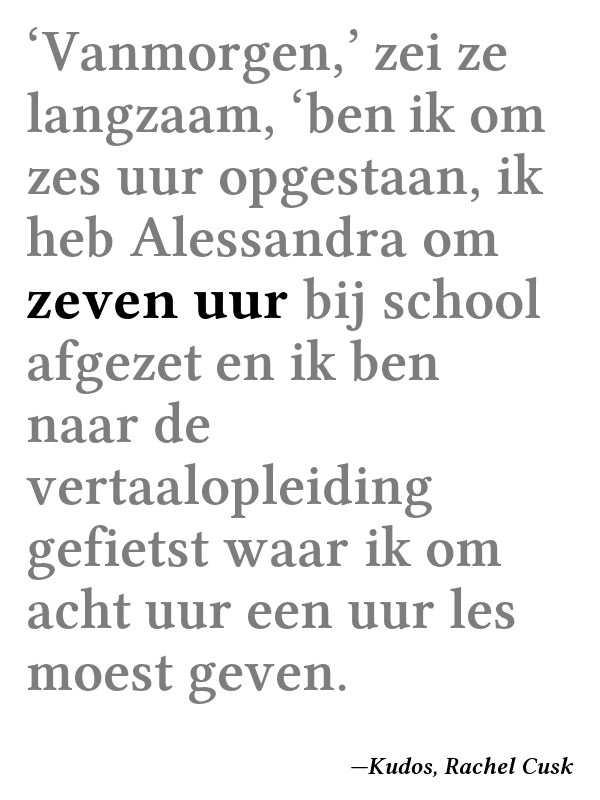 ‘Vanmorgen,’ zei ze
langzaam, ‘ben ik om
zes uur opgestaan, ik
heb Alessandra om
zeven uur bij school
afgezet en ik ben
naar de
vertaalopleiding
gefietst waar ik om
acht uur een uur les
moest geven.
—Kudos, Rachel Cusk